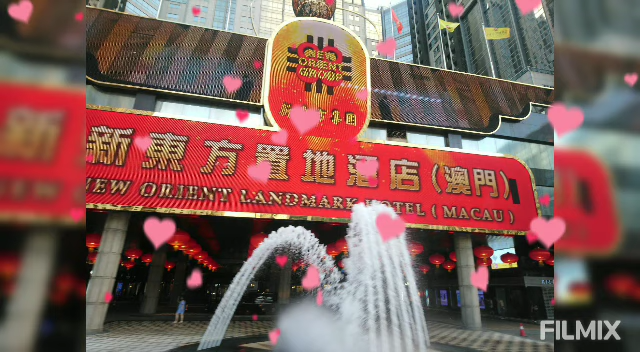 NEW
ORIENT
GROUP
新東方置地酒店(澳門)
NEW ORIENT LANDMARK HOTEL (MACAU)
FILMIX